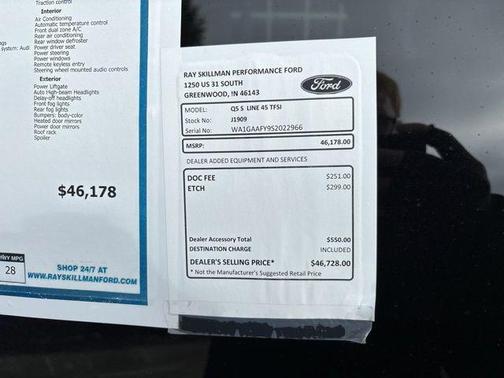 Traction control
Interior
Air Conditioning
Automatic temperature control
Front dual zone A/C
Rear air conditioning
Rear window defroster
Power driver seat
Power steering
Power windows
Remote keyless entry
Steering wheel mounted audio controls
system: Audi
Exterior
Power Liftgate
Auto High-beam Headlights
Delay-off headlights
Front fog lights
Rear fog lights
Bumpers: body-color
Heated door mirrors
Power door mirrors
Roof rack
Spoiler
$46,178
HWY MPG
28
SHOP 24/7 AT
WWW.RAYSKILLMANFORD.COM
RAY SKILLMAN PERFORMANCE FORD
1250 US 31 SOUTH
GREENWOOD, IN 46143
Ford
MODEL: Q5 S LINE 45 TFSI
Stock No: J1909
Serial No: WA1GAAFY9S2022966
MSRP: 46,178.00
DEALER ADDED EQUIPMENT AND SERVICES
DOC FEE $251.00
ETCH $299.00
Dealer Accessory Total $550.00
DESTINATION CHARGE INCLUDED
DEALER'S SELLING PRICE* $46,728.00
* Not the Manufacturer's Suggested Retail Price